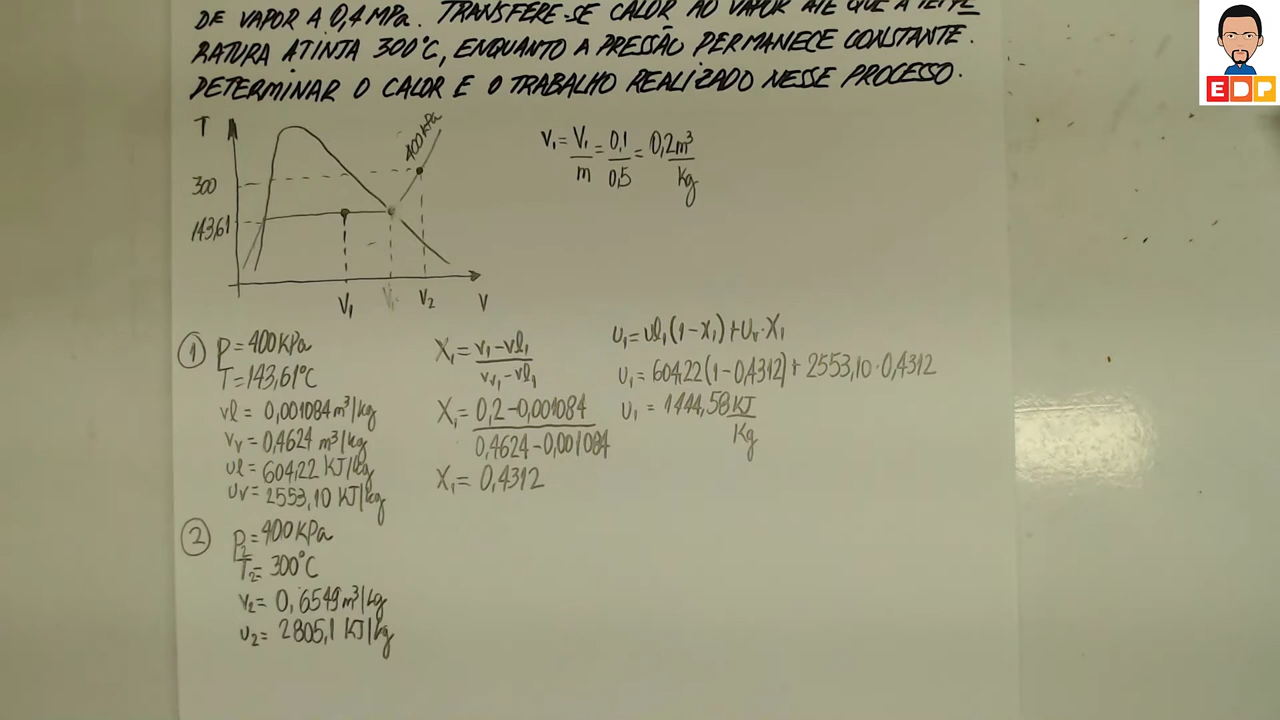 DE VAPOR A 0,4 MPa. TRANSFERE-SE CALOR AO VAPOR ATÉ QUE A TEMPE
RATURA ATINJA 300°C, ENQUANTO A PRESSÃO PERMANECE CONSTANTE.
DETERMINAR O CALOR E O TRABALHO REALIZADO NESSE PROCESSO.
EDP
T
400 kPa
300
143,61
V₁
V₂
V
v₁ = V₁/m = 0,1/0,5 = 0,2 m³/kg
① P = 400 kPa
T = 143,61°C
vl = 0,001084 m³/kg
vv = 0,4624 m³/kg
ul = 604,22 KJ/kg
uv = 2553,10 KJ/kg
X₁ = (v₁ - vl₁)/(vv₁ - vl₁)
X₁ = (0,2 - 0,001084)/(0,4624 - 0,001084)
X₁ = 0,4312
u₁ = ul₁(1 - X₁) + uv · X₁
u₁ = 604,22(1 - 0,4312) + 2553,10 · 0,4312
u₁ = 1444,58 KJ/Kg
② P₂ = 400 kPa
T₂ = 300°C
v₂ = 0,6549 m³/kg
u₂ = 2805,1 KJ/kg